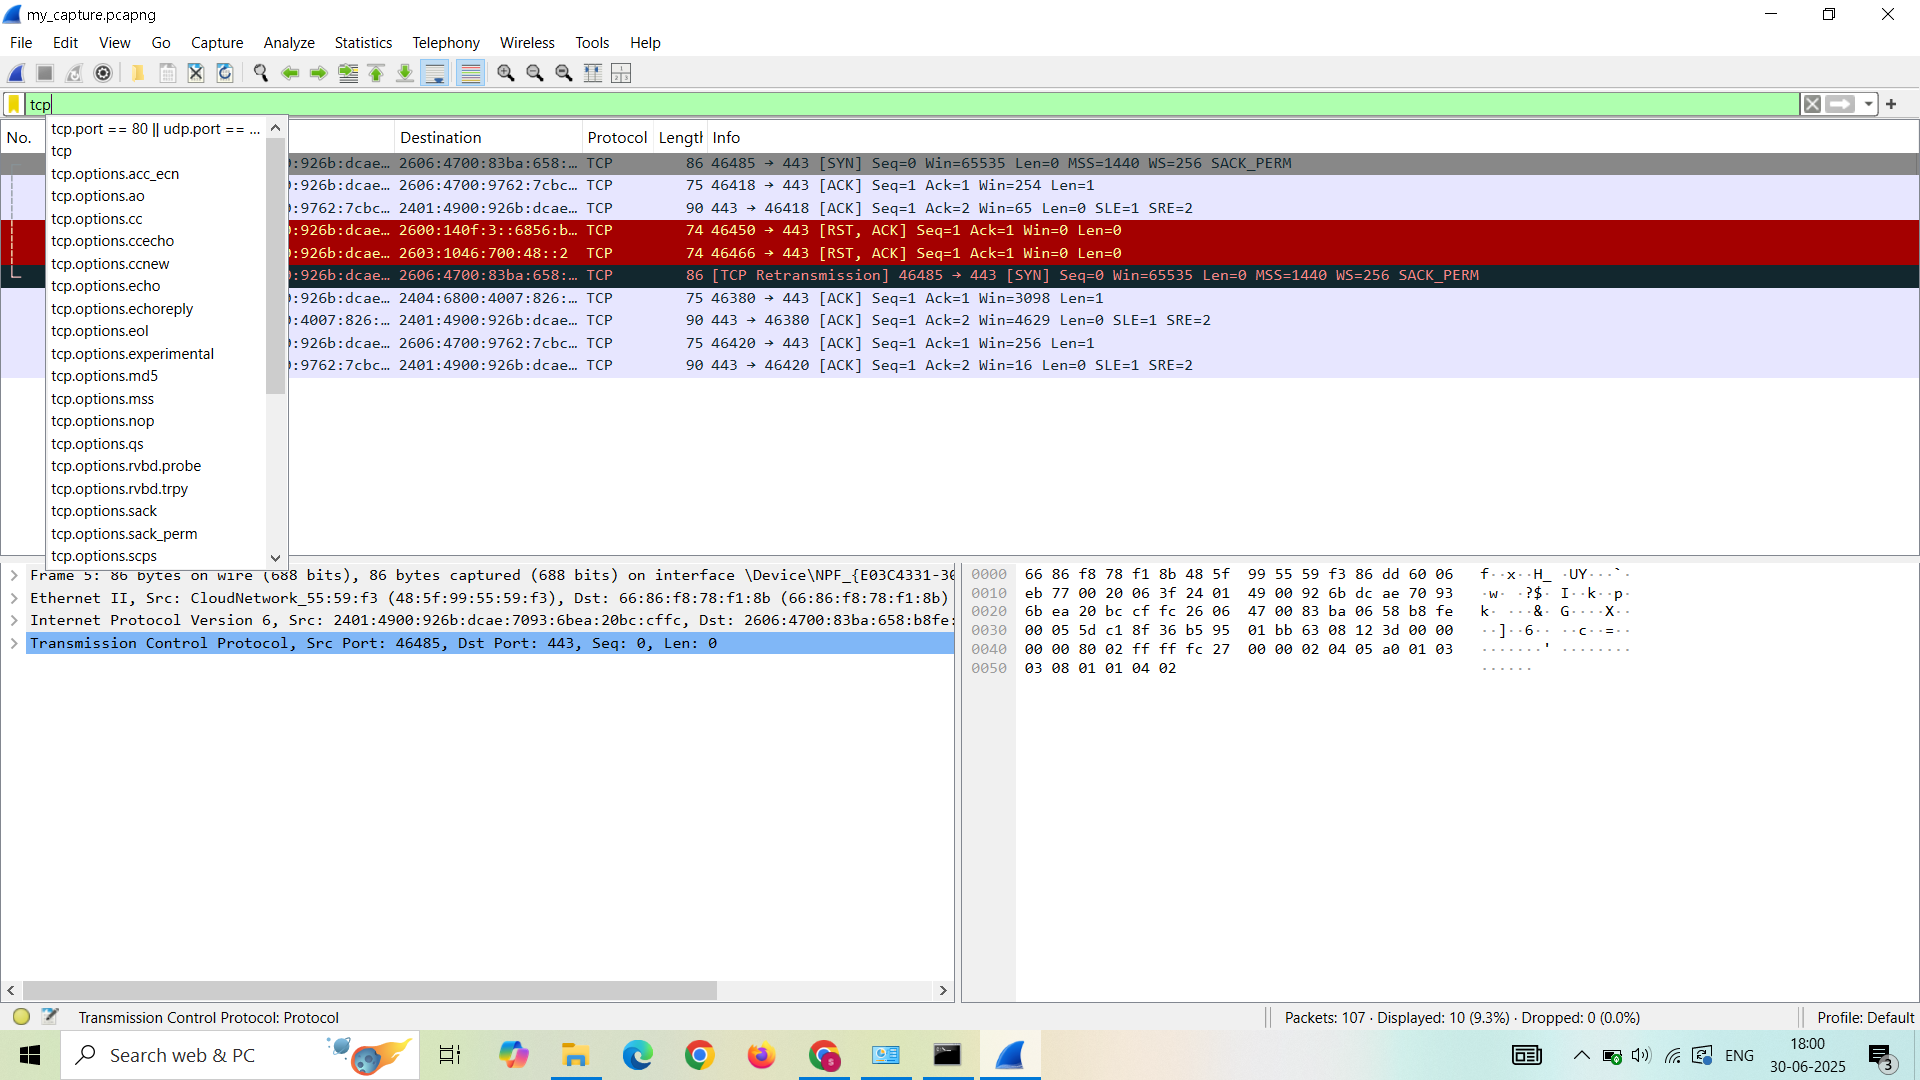 my_capture.pcapng
File Edit View Go Capture Analyze Statistics Telephony Wireless Tools Help
tcp
No. Destination Protocol Length Info
tcp.port == 80 || udp.port == ...
tcp
tcp.options.acc_ecn
tcp.options.ao
tcp.options.cc
tcp.options.ccecho
tcp.options.ccnew
tcp.options.echo
tcp.options.echoreply
tcp.options.eol
tcp.options.experimental
tcp.options.md5
tcp.options.mss
tcp.options.nop
tcp.options.qs
tcp.options.rvbd.probe
tcp.options.rvbd.trpy
tcp.options.sack
tcp.options.sack_perm
tcp.options.scps
:926b:dcae… 2606:4700:83ba:658:… TCP 86 46485 → 443 [SYN] Seq=0 Win=65535 Len=0 MSS=1440 WS=256 SACK_PERM
:926b:dcae… 2606:4700:9762:7cbc… TCP 75 46418 → 443 [ACK] Seq=1 Ack=1 Win=254 Len=1
:9762:7cbc… 2401:4900:926b:dcae… TCP 90 443 → 46418 [ACK] Seq=1 Ack=2 Win=65 Len=0 SLE=1 SRE=2
:926b:dcae… 2600:140f:3::6856:b… TCP 74 46450 → 443 [RST, ACK] Seq=1 Ack=1 Win=0 Len=0
:926b:dcae… 2603:1046:700:48::2 TCP 74 46466 → 443 [RST, ACK] Seq=1 Ack=1 Win=0 Len=0
:926b:dcae… 2606:4700:83ba:658:… TCP 86 [TCP Retransmission] 46485 → 443 [SYN] Seq=0 Win=65535 Len=0 MSS=1440 WS=256 SACK_PERM
:926b:dcae… 2404:6800:4007:826:… TCP 75 46380 → 443 [ACK] Seq=1 Ack=1 Win=3098 Len=1
:4007:826:… 2401:4900:926b:dcae… TCP 90 443 → 46380 [ACK] Seq=1 Ack=2 Win=4629 Len=0 SLE=1 SRE=2
:926b:dcae… 2606:4700:9762:7cbc… TCP 75 46420 → 443 [ACK] Seq=1 Ack=1 Win=256 Len=1
:9762:7cbc… 2401:4900:926b:dcae… TCP 90 443 → 46420 [ACK] Seq=1 Ack=2 Win=16 Len=0 SLE=1 SRE=2
Frame 5: 86 bytes on wire (688 bits), 86 bytes captured (688 bits) on interface \Device\NPF_{E03C4331-30
Ethernet II, Src: CloudNetwork_55:59:f3 (48:5f:99:55:59:f3), Dst: 66:86:f8:78:f1:8b (66:86:f8:78:f1:8b)
Internet Protocol Version 6, Src: 2401:4900:926b:dcae:7093:6bea:20bc:cffc, Dst: 2606:4700:83ba:658:b8fe:
Transmission Control Protocol, Src Port: 46485, Dst Port: 443, Seq: 0, Len: 0
0000 66 86 f8 78 f1 8b 48 5f 99 55 59 f3 86 dd 60 06 f··x··H_ ·UY···`·
0010 eb 77 00 20 06 3f 24 01 49 00 92 6b dc ae 70 93 ·w· ·?$· I··k··p·
0020 6b ea 20 bc cf fc 26 06 47 00 83 ba 06 58 b8 fe k· ···&· G····X··
0030 00 05 5d c1 8f 36 b5 95 01 bb 63 08 12 3d 00 00 ··]··6·· ··c··=··
0040 00 00 80 02 ff ff fc 27 00 00 02 04 05 a0 01 03 ·······' ········
0050 03 08 01 01 04 02 ······
Transmission Control Protocol: Protocol
Packets: 107 · Displayed: 10 (9.3%) · Dropped: 0 (0.0%)
Profile: Default
Search web & PC
ENG
18:00
30-06-2025
3